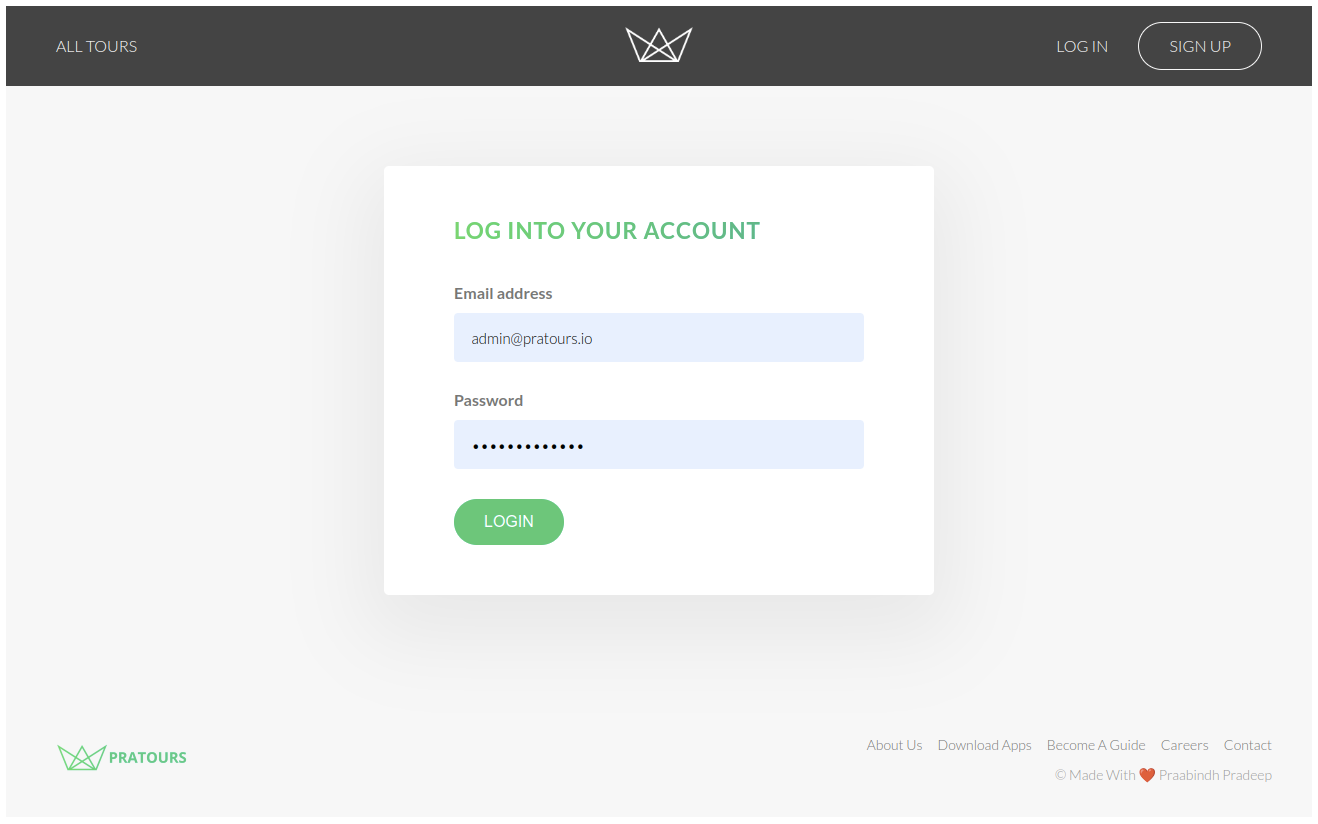 ALL TOURS
LOG IN
SIGN UP
LOG INTO YOUR ACCOUNT
Email address
admin@pratours.io
Password
•••••••••••••
LOGIN
PRATOURS
About Us Download Apps Become A Guide Careers Contact
© Made With ❤️ Praabindh Pradeep